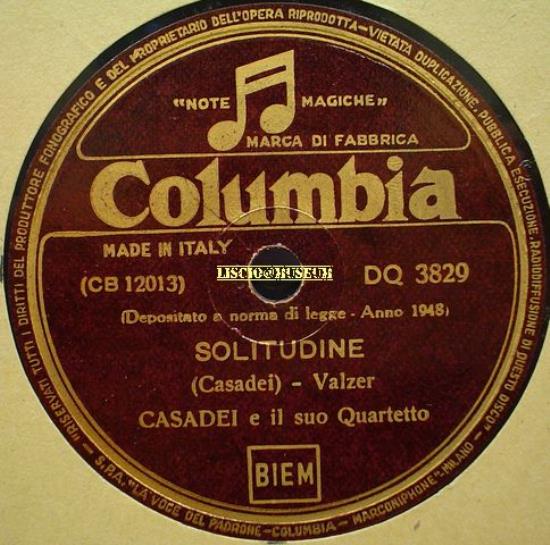 "RISERVATI TUTTI I DIRITTI DEL PRODUTTORE FONOGRAFICO E DEL PROPRIETARIO DELL'OPERA RIPRODOTTA-VIETATA DUPLICAZIONE, PUBBLICA ESECUZIONE, RADIODIFFUSIONE DI QUESTO DISCO"
"NOTE MAGICHE"
MARCA DI FABBRICA
Columbia
MADE IN ITALY
LISCIO@MUSEUM
(CB 12013) DQ 3829
(Depositato a norma di legge - Anno 1948)
SOLITUDINE
(Casadei) - Valzer
CASADEI e il suo Quartetto
BIEM
- S.P.A. "LA VOCE DEL PADRONE-COLUMBIA-MARCONIPHONE"-MILANO -